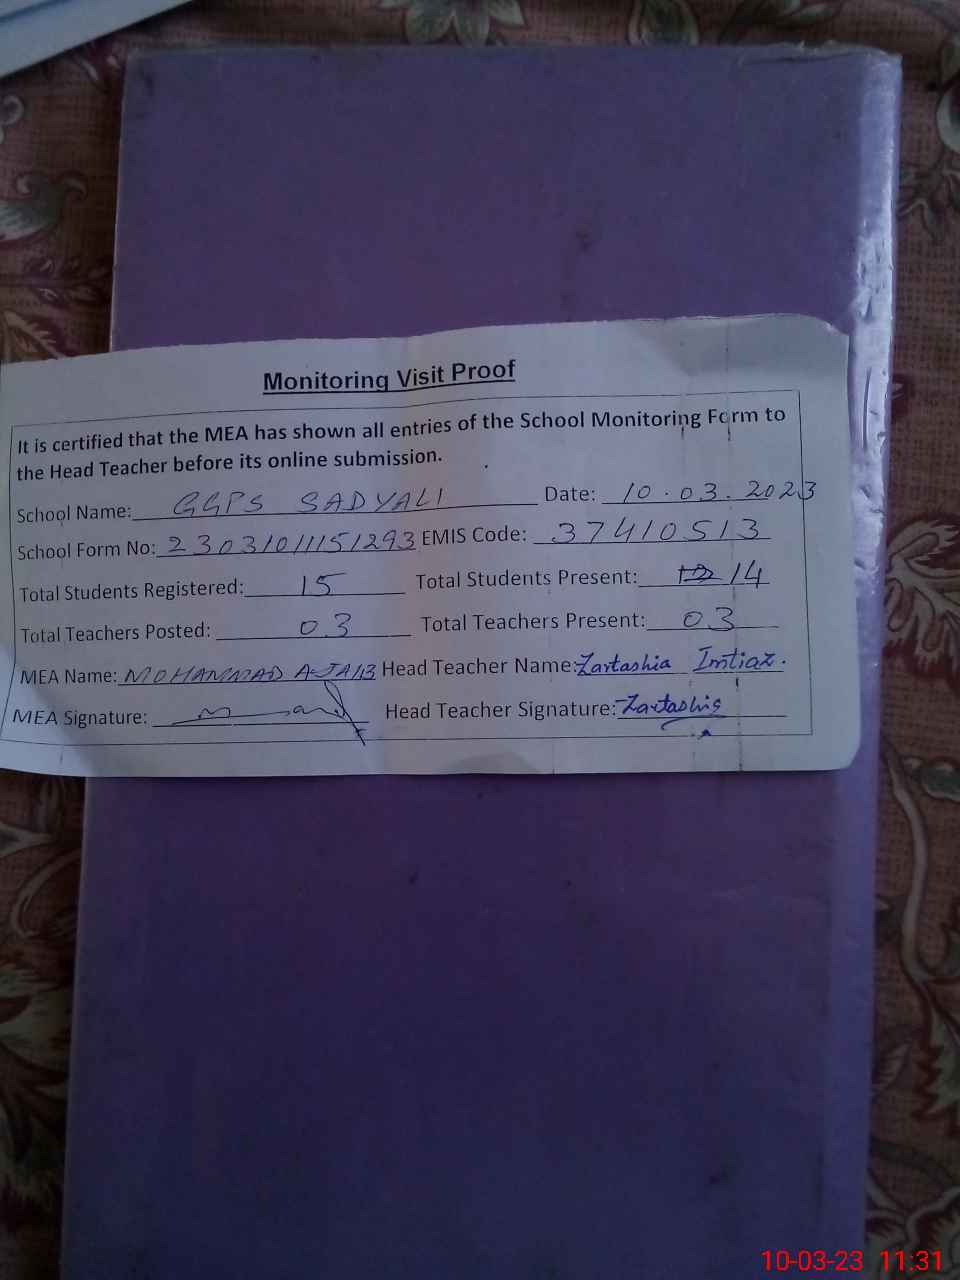 Monitoring Visit Proof
It is certified that the MEA has shown all entries of the School Monitoring Form to
the Head Teacher before its online submission.
School Name: GGPS SADYALI Date: 10.03.2023
School Form No: 23031011151293 EMIS Code: 37410513
Total Students Registered: 15 Total Students Present: 14
Total Teachers Posted: 03 Total Teachers Present: 03
MEA Name: MOHAMMAD Head Teacher Name: Zartashia Imtiaz.
MEA Signature: Head Teacher Signature: Zartashia
10-03-23 11:31